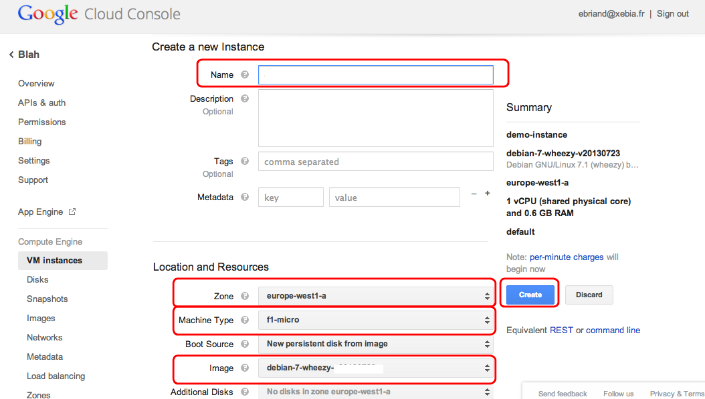 Google Cloud Console
ebriand@xebia.fr | Sign out
< Blah
Overview
APIs & auth
Permissions
Billing
Settings
Support
App Engine
Compute Engine
VM instances
Disks
Snapshots
Images
Networks
Metadata
Load balancing
Zones
Create a new Instance
Name
Description
Optional
Tags
Optional
comma separated
Metadata
key
value
− +
Location and Resources
Zone
europe-west1-a
Machine Type
f1-micro
Boot Source
New persistent disk from image
Image
debian-7-wheezy-
Additional Disks
No disks in zone europe-west1-a
Summary
demo-instance
debian-7-wheezy-v20130723
Debian GNU/Linux 7.1 (wheezy) b...
europe-west1-a
1 vCPU (shared physical core)
and 0.6 GB RAM
default
Note: per-minute charges will
begin now
Create
Discard
Equivalent REST or command line
Send feedback
Follow us
Privacy & Terms